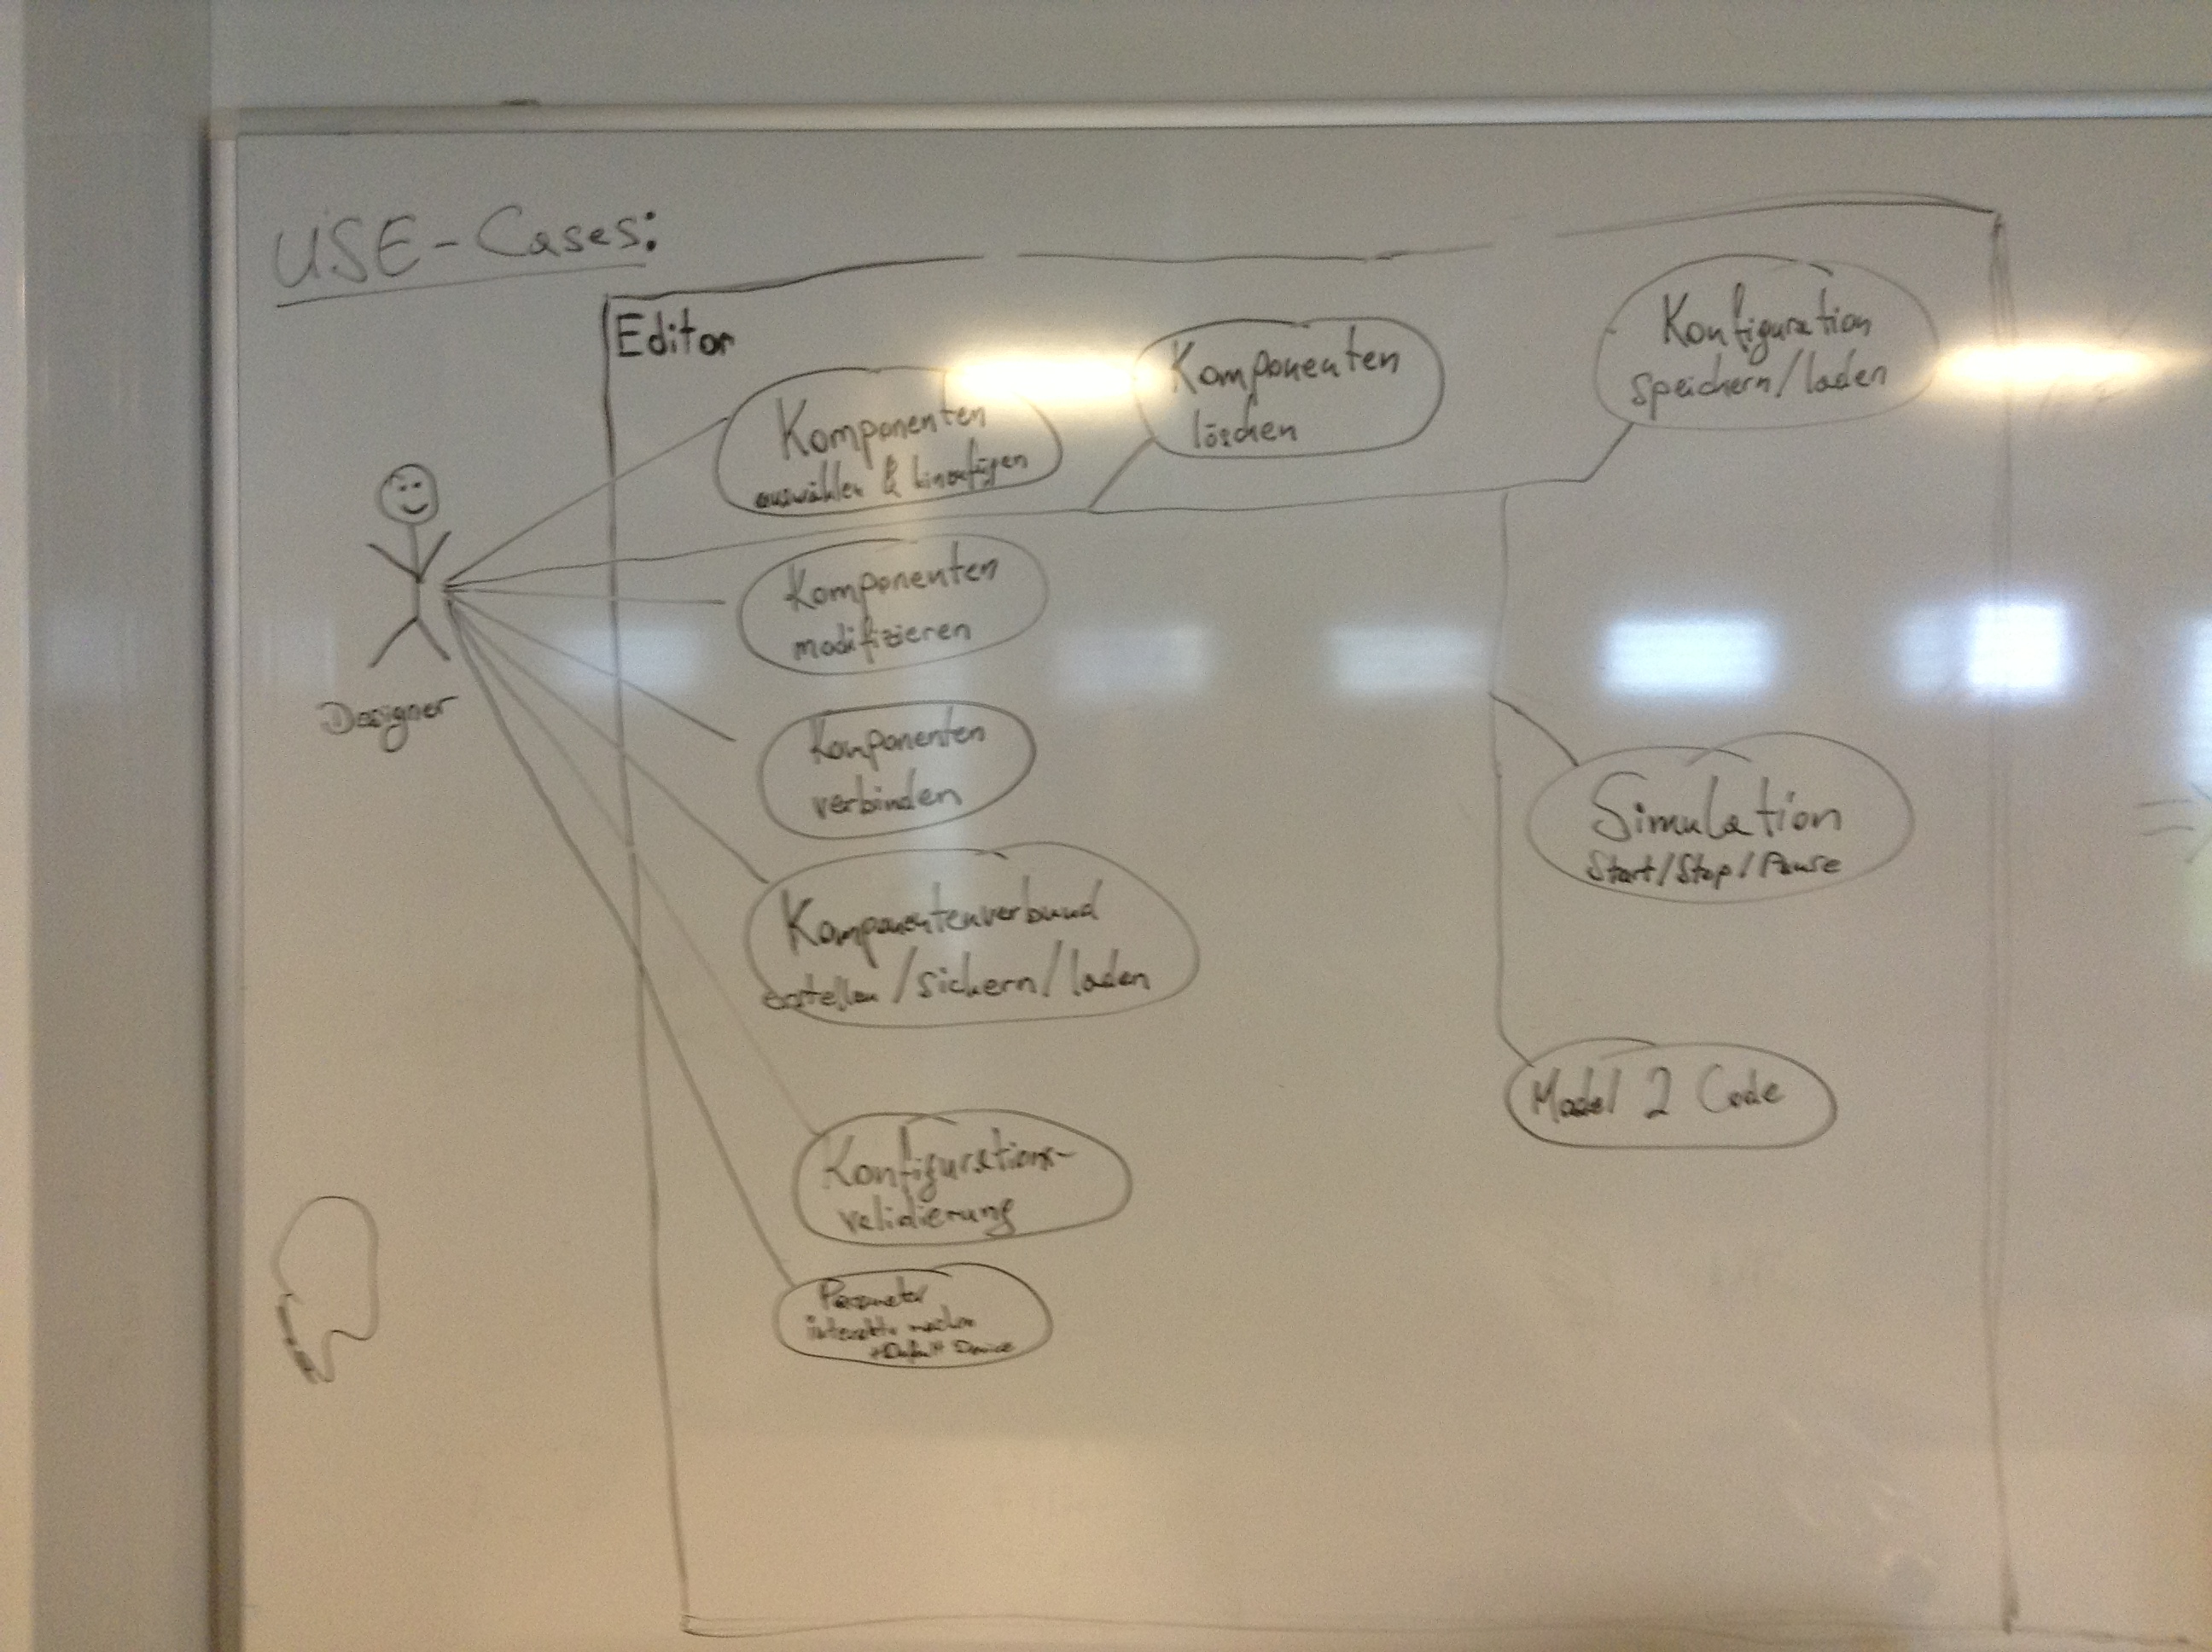 USE-Cases:
Editor
Komponenten
auswählen & hinzufügen
Komponenten
löschen
Konfiguration
speichern/laden
Komponenten
modifizieren
Designer
Komponenten
verbinden
Simulation
Start/Stop/Pause
Komponentenverbund
erstellen/sichern/laden
Model 2 Code
Konfigurations-
validierung
Parameter
interaktiv machen
+Default Device